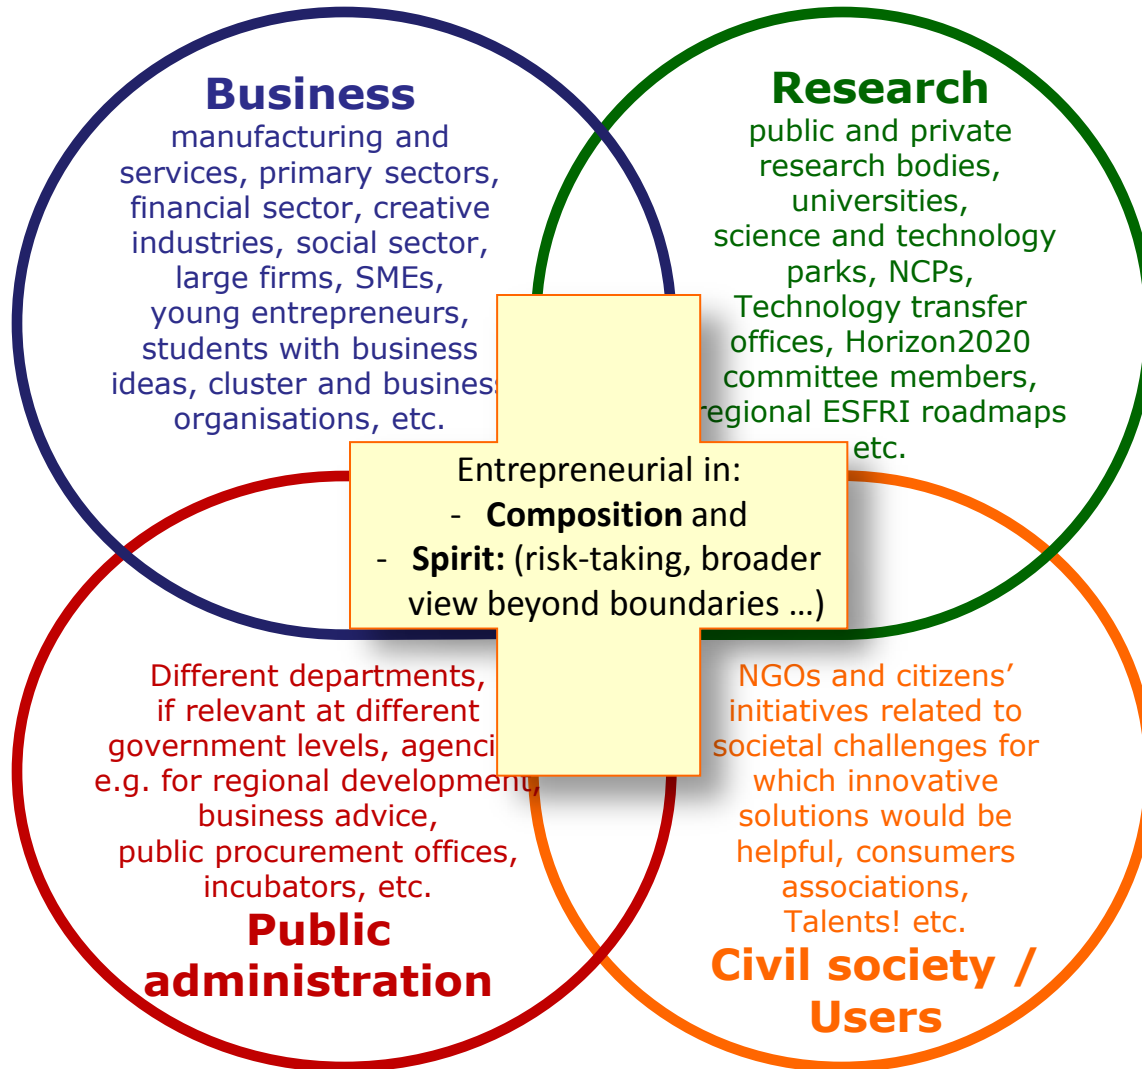 Business
manufacturing and
services, primary sectors,
financial sector, creative
industries, social sector,
large firms, SMEs,
young entrepreneurs,
students with business
ideas, cluster and business
organisations, etc.
Research
public and private
research bodies,
universities,
science and technology
parks, NCPs,
Technology transfer
offices, Horizon2020
committee members,
regional ESFRI roadmaps
etc.
Entrepreneurial in:
- Composition and
- Spirit: (risk-taking, broader
view beyond boundaries …)
Different departments,
if relevant at different
government levels, agenci
e.g. for regional development,
business advice,
public procurement offices,
incubators, etc.
Public
administration
NGOs and citizens’
initiatives related to
societal challenges for
which innovative
solutions would be
helpful, consumers
associations,
Talents! etc.
Civil society /
Users